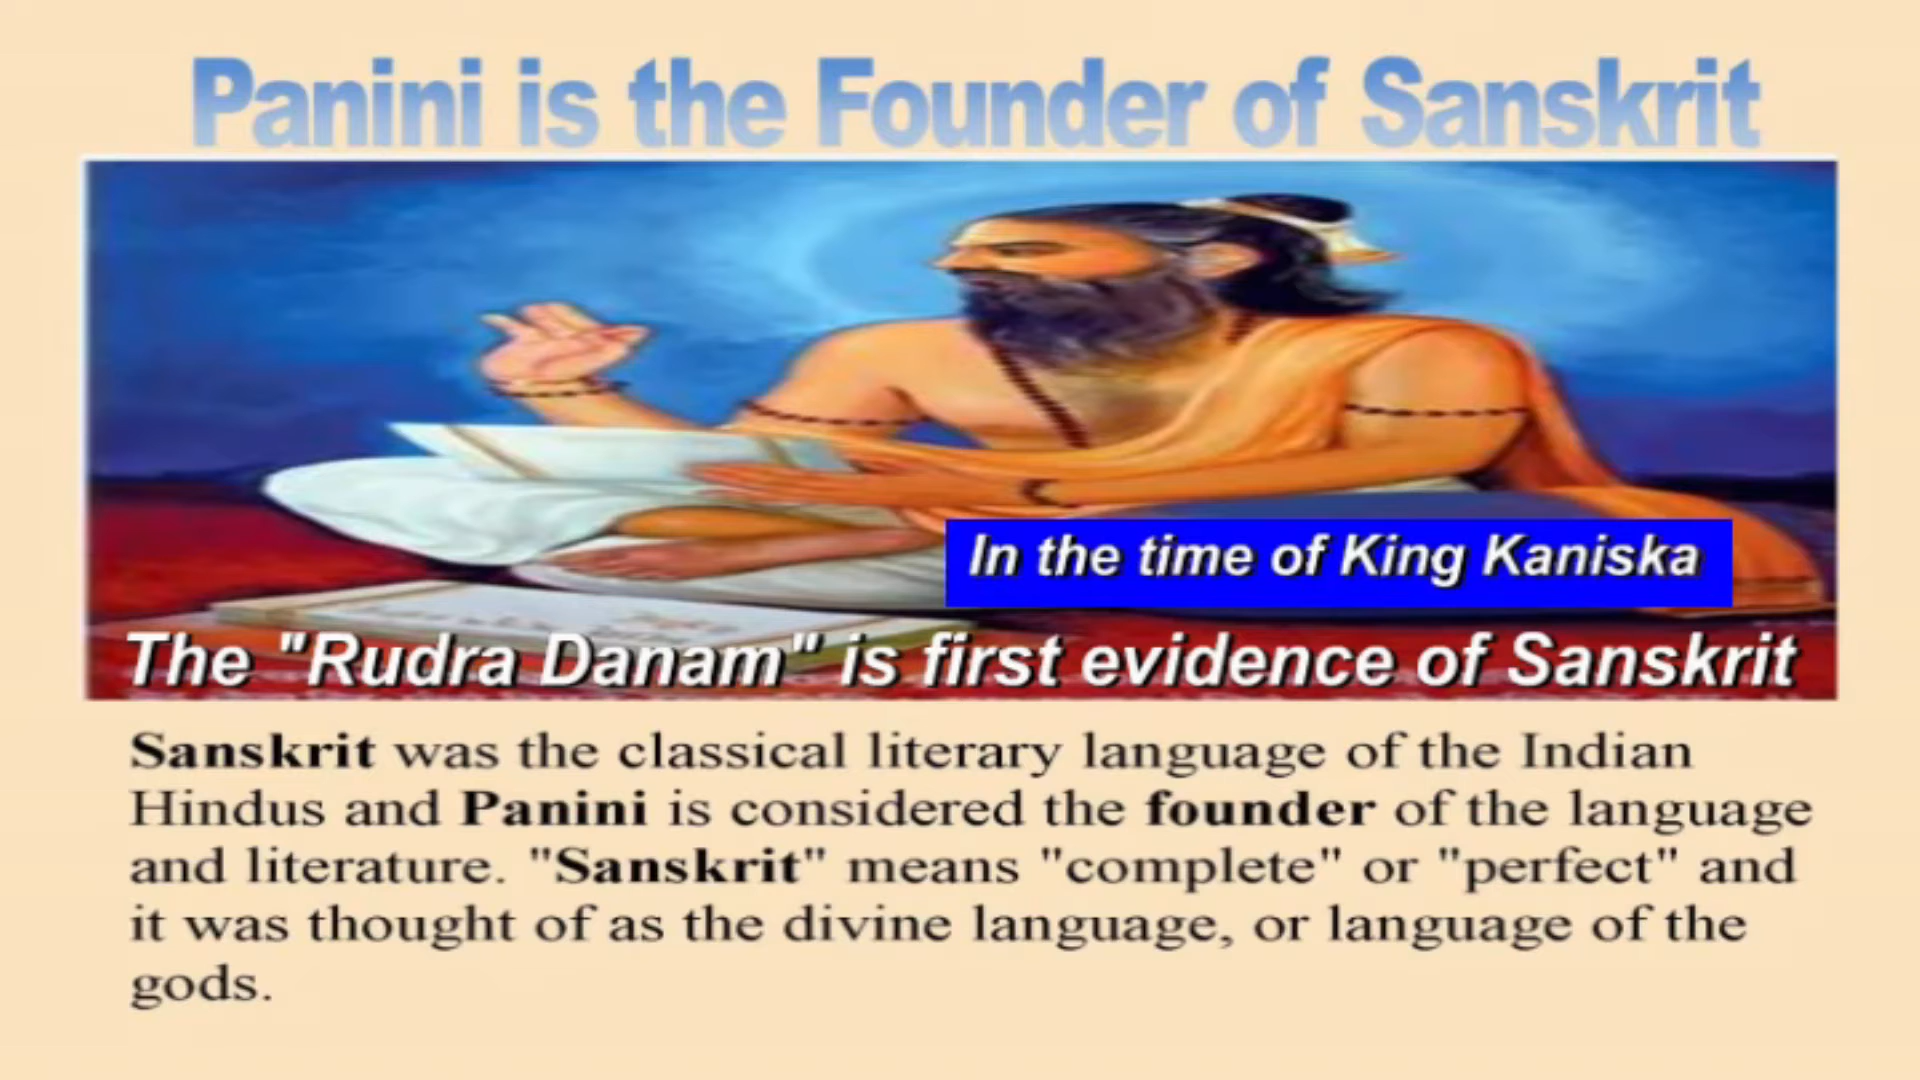 Panini is the Founder of Sanskrit
In the time of King Kaniska
The "Rudra Danam" is first evidence of Sanskrit
Sanskrit was the classical literary language of the Indian
Hindus and Panini is considered the founder of the language
and literature. "Sanskrit" means "complete" or "perfect" and
it was thought of as the divine language, or language of the
gods.